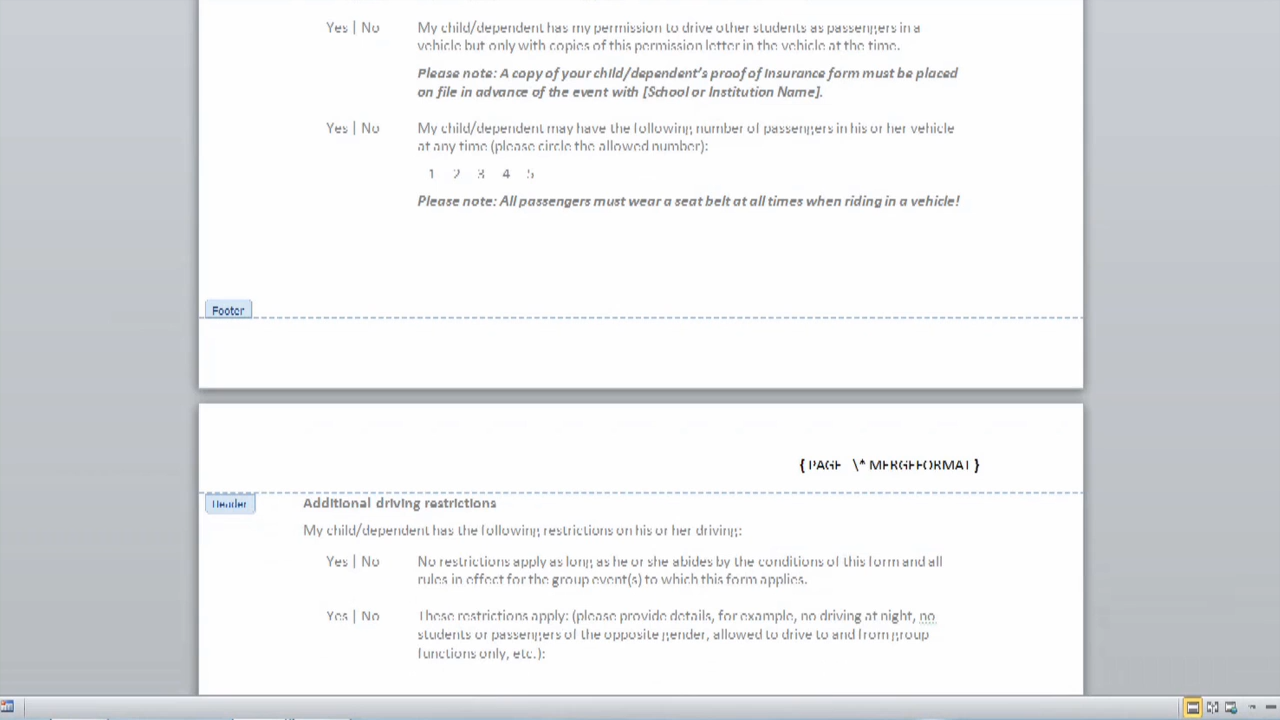 Yes | No My child/dependent has my permission to drive other students as passengers in a
vehicle but only with copies of this permission letter in the vehicle at the time.
Please note: A copy of your child/dependent's proof of Insurance form must be placed
on file in advance of the event with [School or Institution Name].
Yes | No My child/dependent may have the following number of passengers in his or her vehicle
at any time (please circle the allowed number):
1 2 3 4 5
Please note: All passengers must wear a seat belt at all times when riding in a vehicle!
Footer
{ PAGE \* MERGEFORMAT }
Header
Additional driving restrictions
My child/dependent has the following restrictions on his or her driving:
Yes | No No restrictions apply as long as he or she abides by the conditions of this form and all
rules in effect for the group event(s) to which this form applies.
Yes | No These restrictions apply: (please provide details, for example, no driving at night, no
students or passengers of the opposite gender, allowed to drive to and from group
functions only, etc.):